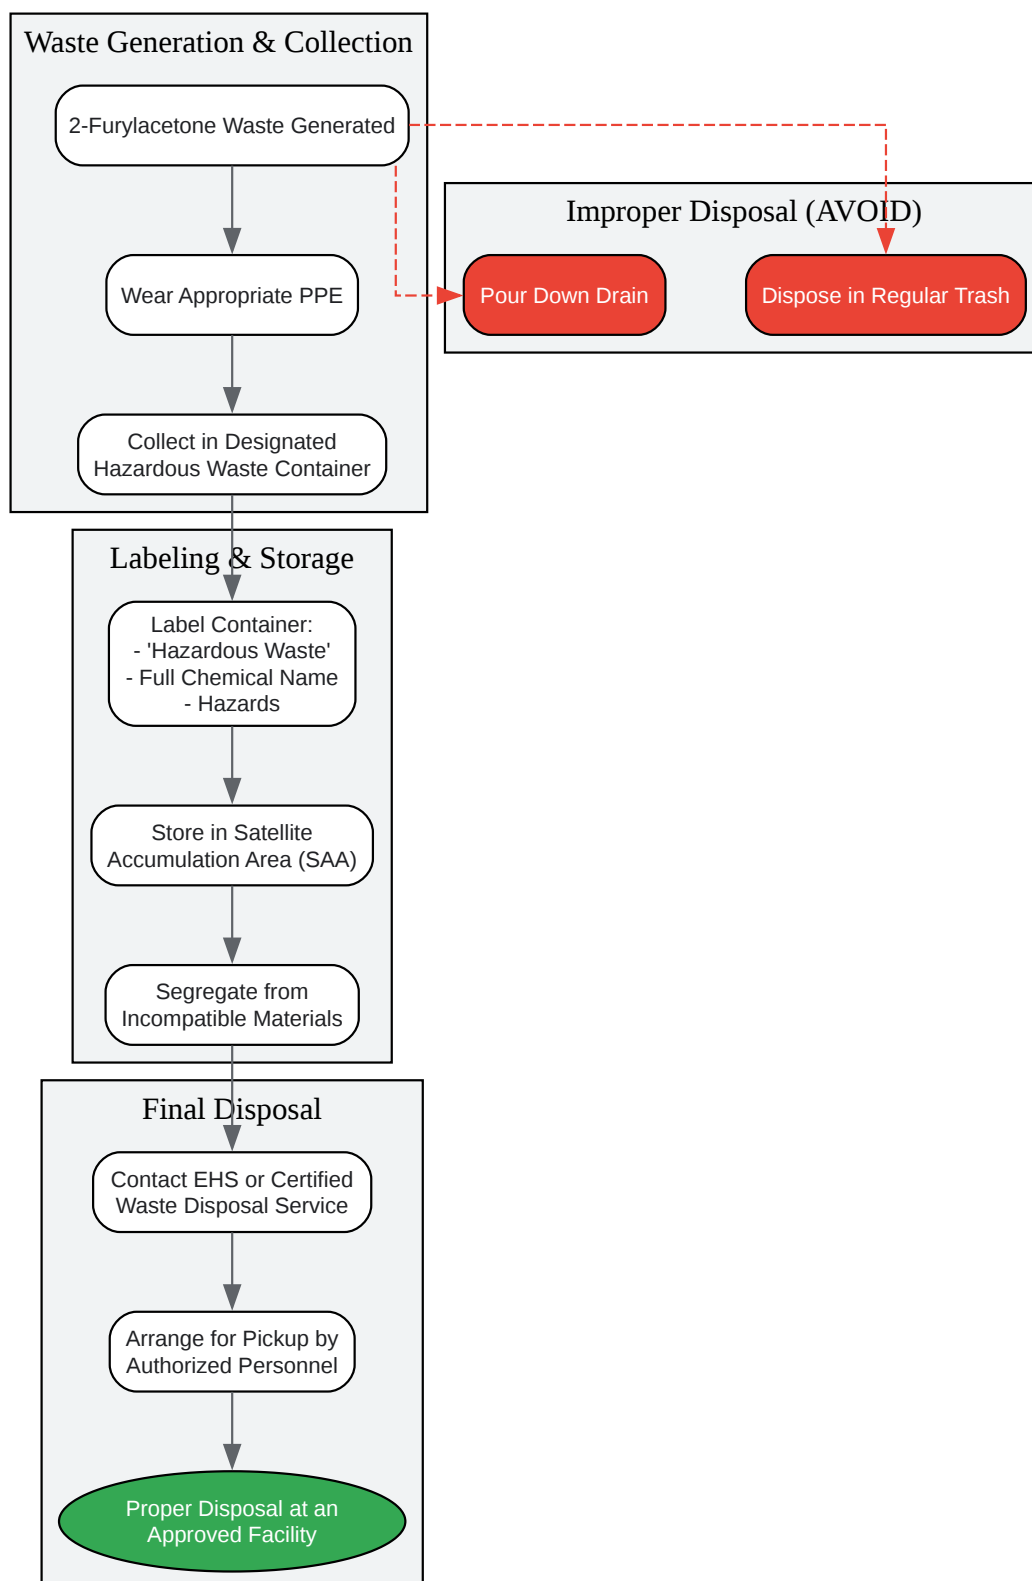 Waste Generation & Collection
2-Furylacetone Waste Generated
Wear Appropriate PPE
Collect in Designated
Hazardous Waste Container
Improper Disposal (AVOID)
Pour Down Drain
Dispose in Regular Trash
Labeling & Storage
Label Container:
- 'Hazardous Waste'
- Full Chemical Name
- Hazards
Store in Satellite
Accumulation Area (SAA)
Segregate from
Incompatible Materials
Final Disposal
Contact EHS or Certified
Waste Disposal Service
Arrange for Pickup by
Authorized Personnel
Proper Disposal at an
Approved Facility